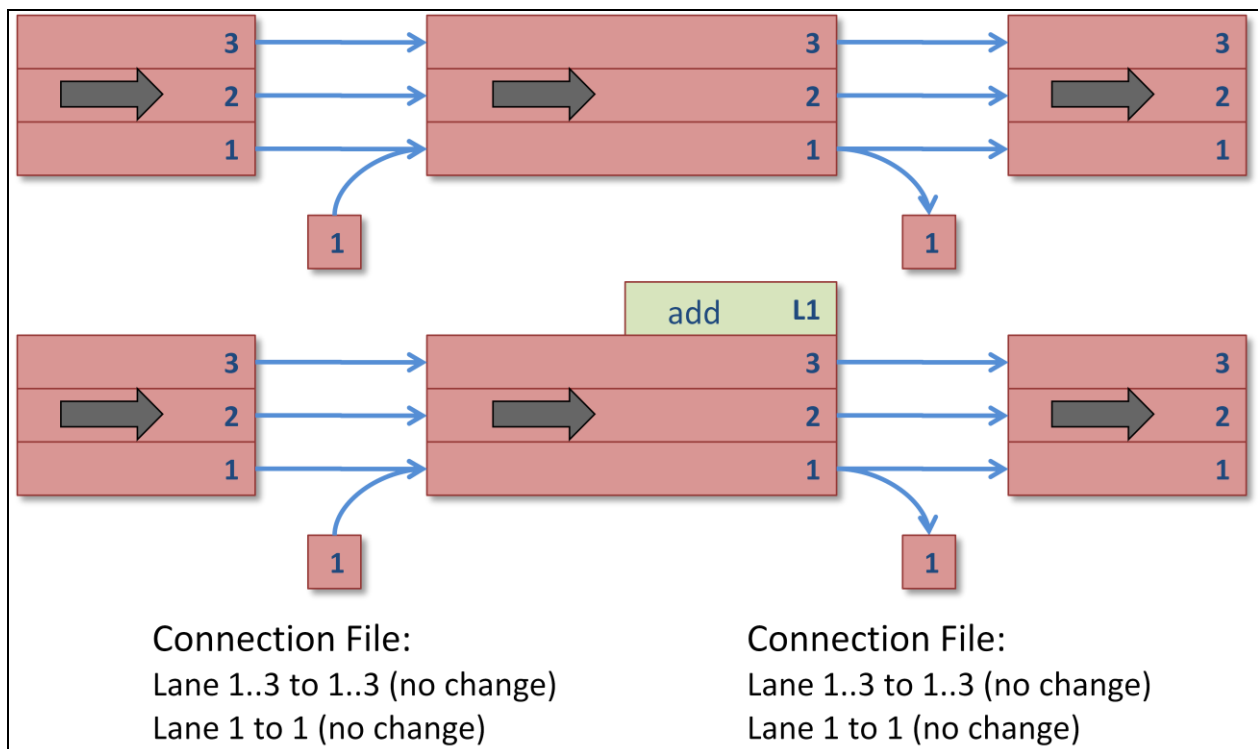 3 3 3
2 2 2
1 1 1
1 1
add L1
3 3 3
2 2 2
1 1 1
1 1
Connection File: Connection File:
Lane 1..3 to 1..3 (no change) Lane 1..3 to 1..3 (no change)
Lane 1 to 1 (no change) Lane 1 to 1 (no change)